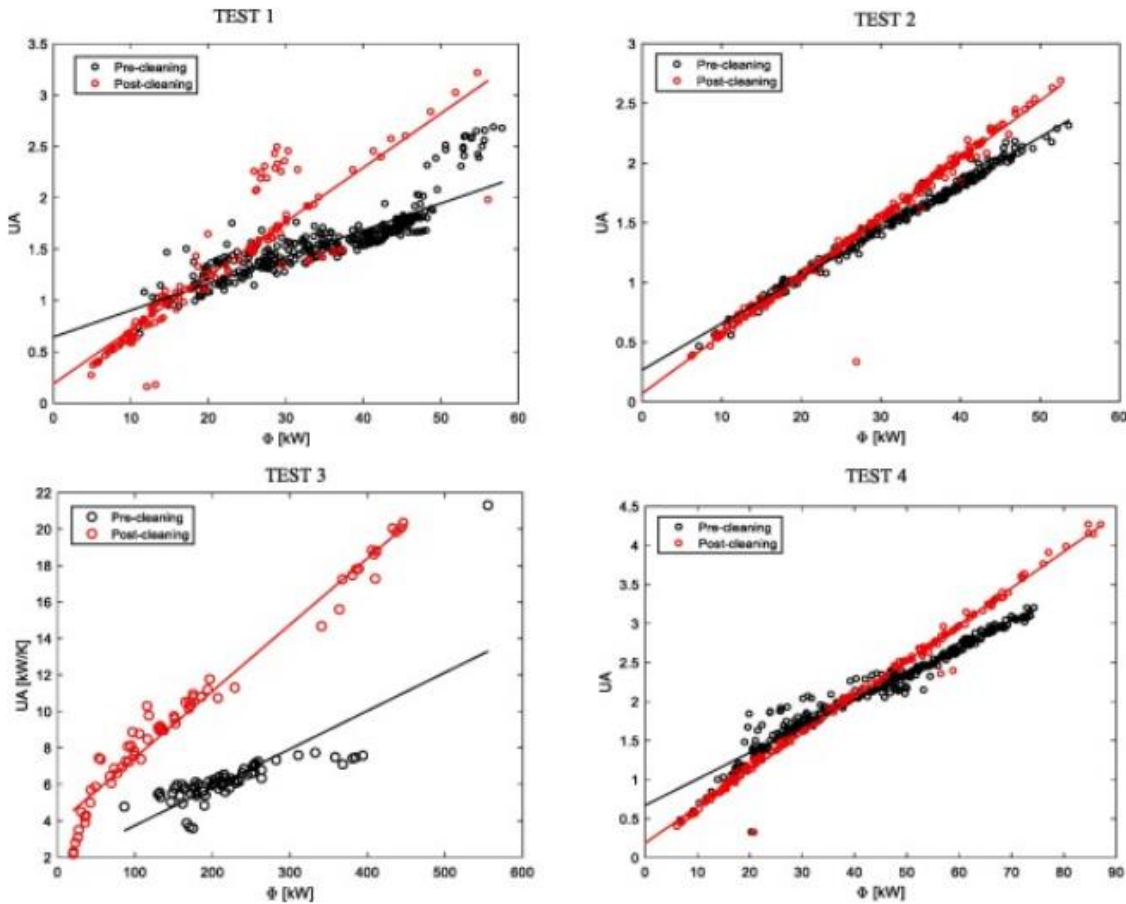 TEST 1
3.5
3
2.5
2
1.5
1
0.5
0
UA
Pre-cleaning
Post-cleaning
0 10 20 30 40 50 60
Φ [kW]
TEST 2
3
2.5
2
1.5
1
0.5
0
UA
Pre-cleaning
Post-cleaning
0 10 20 30 40 50 60
Φ [kW]
TEST 3
22
20
18
16
14
12
10
8
6
4
2
UA [kW/K]
Pre-cleaning
Post-cleaning
0 100 200 300 400 500 600
Φ [kW]
TEST 4
4.5
4
3.5
3
2.5
2
1.5
1
0.5
0
UA
Pre-cleaning
Post-cleaning
0 10 20 30 40 50 60 70 80 90
Φ [kW]